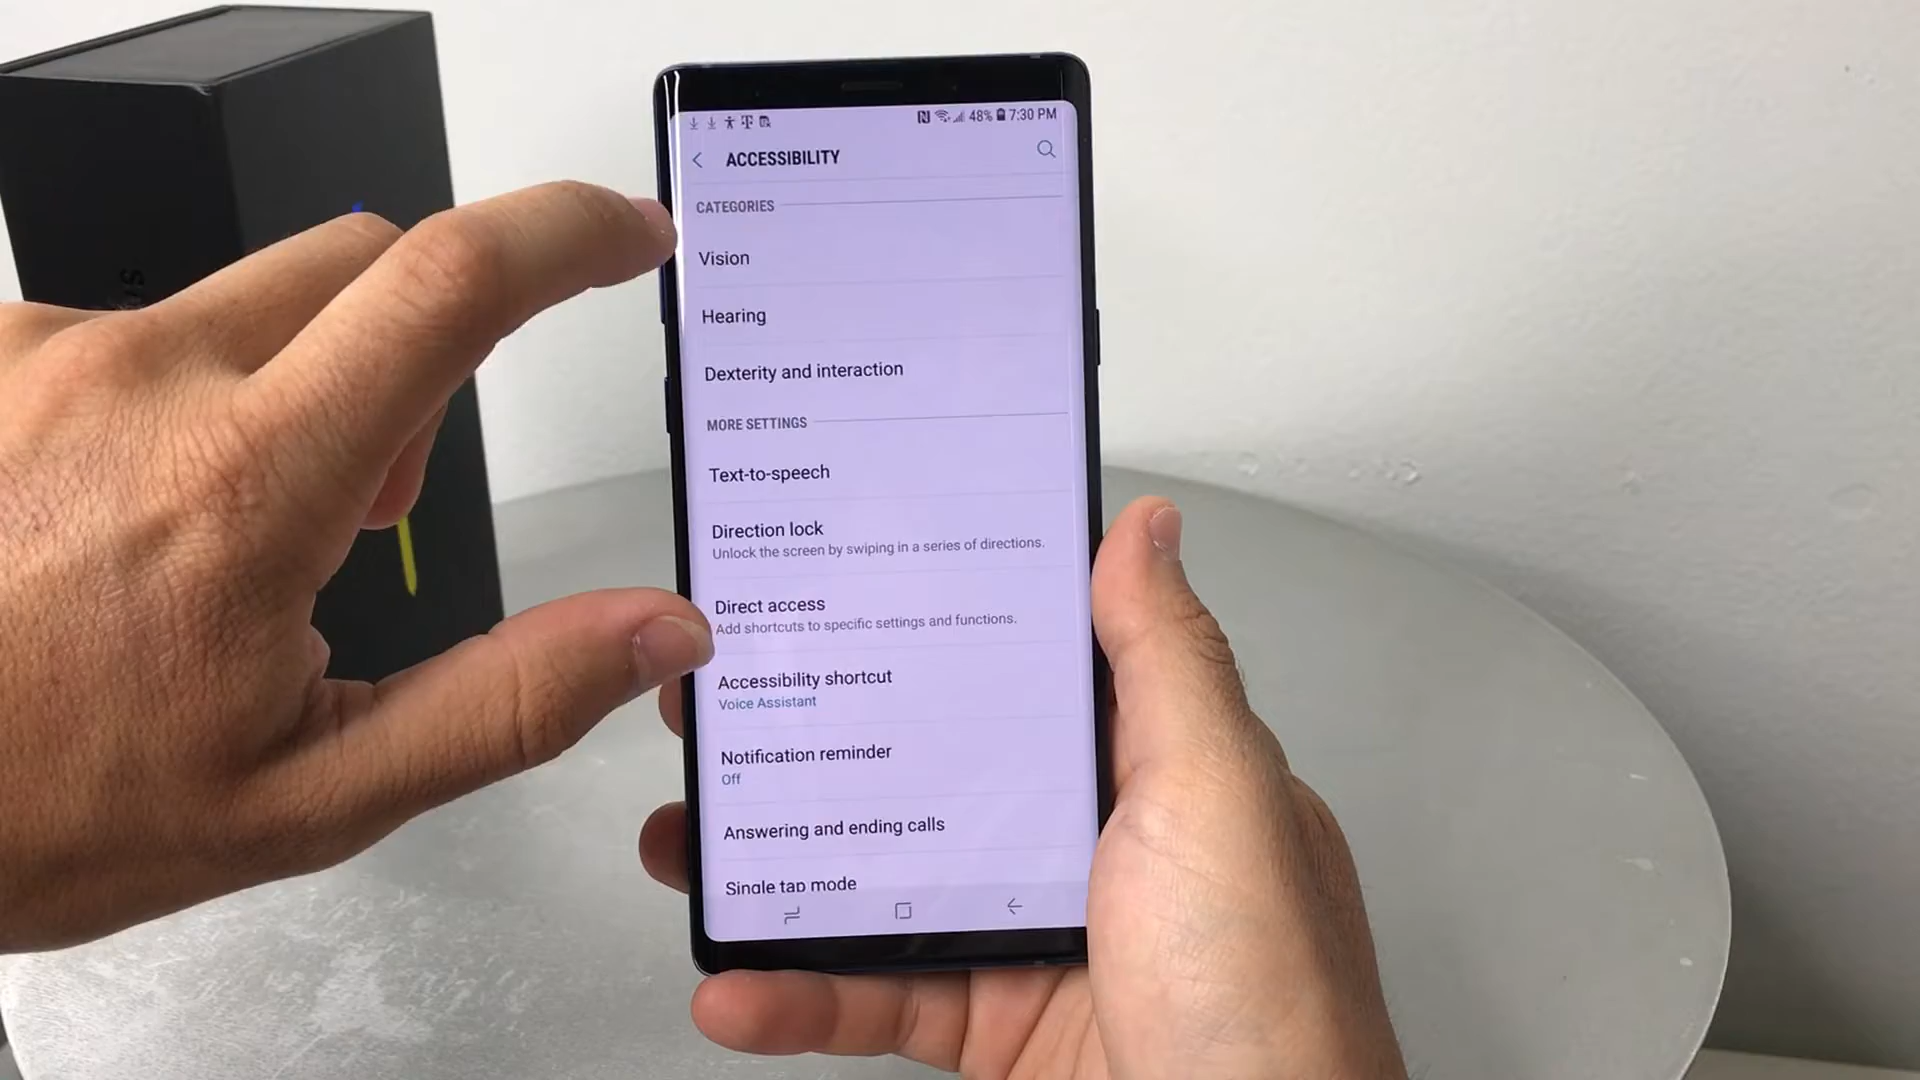 48% 7:30 PM
ACCESSIBILITY
CATEGORIES
Vision
Hearing
Dexterity and interaction
MORE SETTINGS
Text-to-speech
Direction lock
Unlock the screen by swiping in a series of directions.
Direct access
Add shortcuts to specific settings and functions.
Accessibility shortcut
Voice Assistant
Notification reminder
Off
Answering and ending calls
Single tap mode